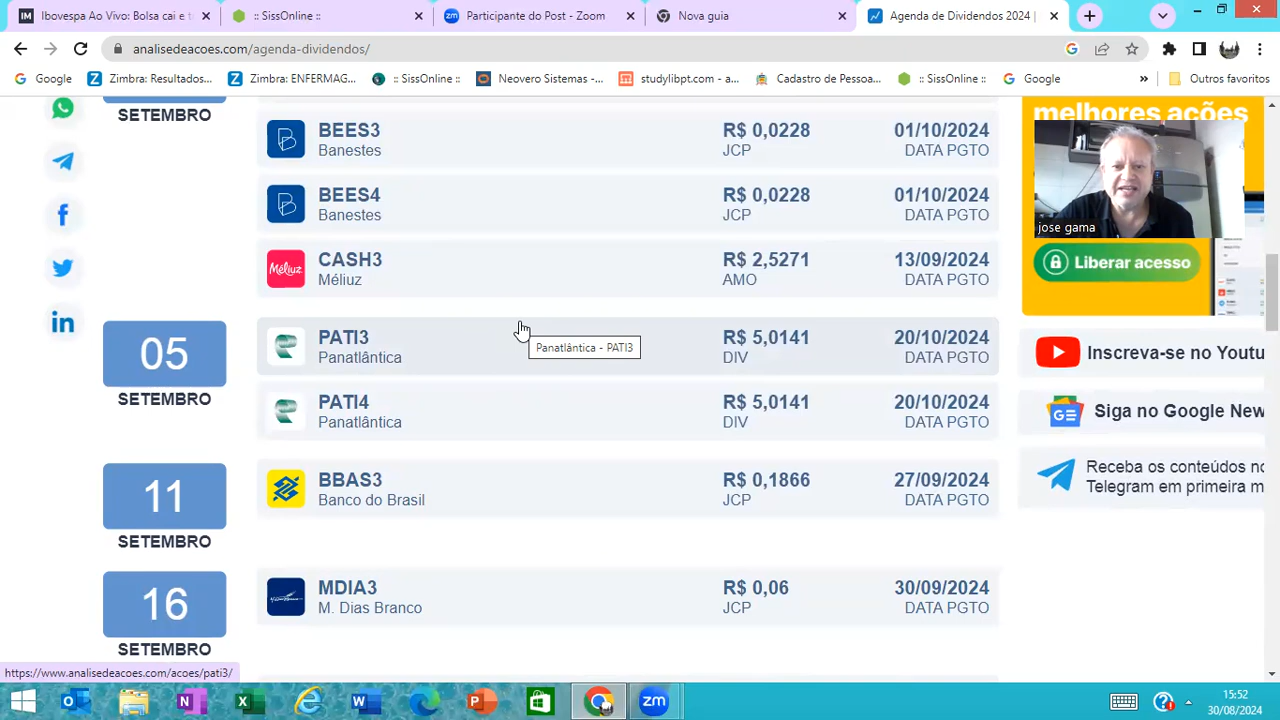 Ibovespa Ao Vivo: Bolsa cai e t
:: SissOnline ::
Participante do Post - Zoom
Nova guia
Agenda de Dividendos 2024 |
analisedeacoes.com/agenda-dividendos/
Google
Zimbra: Resultados...
Zimbra: ENFERMAG...
:: SissOnline ::
Neovero Sistemas -...
studylibpt.com - a...
Cadastro de Pessoa...
:: SissOnline ::
Google
»
Outros favoritos
SETEMBRO
BEES3
Banestes
R$ 0,0228
JCP
01/10/2024
DATA PGTO
BEES4
Banestes
R$ 0,0228
JCP
01/10/2024
DATA PGTO
Méliuz
CASH3
Méliuz
R$ 2,5271
AMO
13/09/2024
DATA PGTO
05
SETEMBRO
PATI3
Panatlântica
R$ 5,0141
DIV
20/10/2024
DATA PGTO
Panatlântica - PATI3
PATI4
Panatlântica
R$ 5,0141
DIV
20/10/2024
DATA PGTO
11
SETEMBRO
BBAS3
Banco do Brasil
R$ 0,1866
JCP
27/09/2024
DATA PGTO
16
SETEMBRO
MDIA3
M. Dias Branco
R$ 0,06
JCP
30/09/2024
DATA PGTO
melhores ações
jose gama
Liberar acesso
Inscreva-se no Youtu
Siga no Google New
Receba os conteúdos no
Telegram em primeira m
https://www.analisedeacoes.com/acoes/pati3/
15:52
30/08/2024